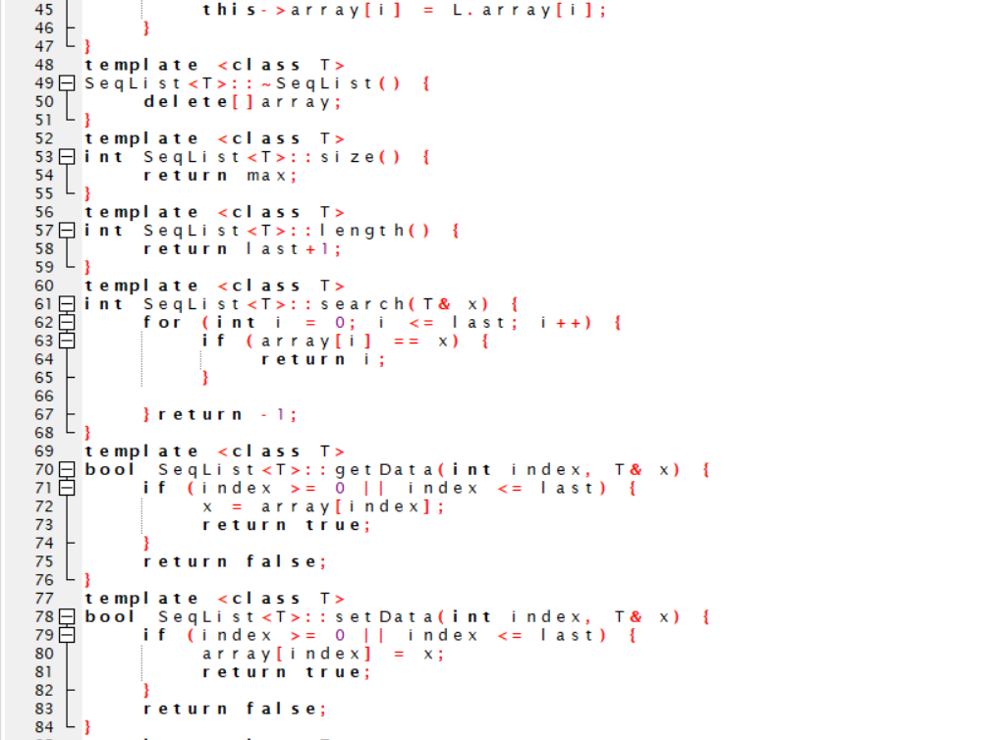 45 this->array[i] = L.array[i];
46 }
47 }
48 template <class T>
49 SeqList<T>::~SeqList() {
50 delete[]array;
51 }
52 template <class T>
53 int SeqList<T>::size() {
54 return max;
55 }
56 template <class T>
57 int SeqList<T>::length() {
58 return last+1;
59 }
60 template <class T>
61 int SeqList<T>::search(T& x) {
62 for (int i = 0; i <= last; i++) {
63 if (array[i] == x) {
64 return i;
65 }
66
67 }return -1;
68 }
69 template <class T>
70 bool SeqList<T>::getData(int index, T& x) {
71 if (index >= 0 || index <= last) {
72 x = array[index];
73 return true;
74 }
75 return false;
76 }
77 template <class T>
78 bool SeqList<T>::setData(int index, T& x) {
79 if (index >= 0 || index <= last) {
80 array[index] = x;
81 return true;
82 }
83 return false;
84 }